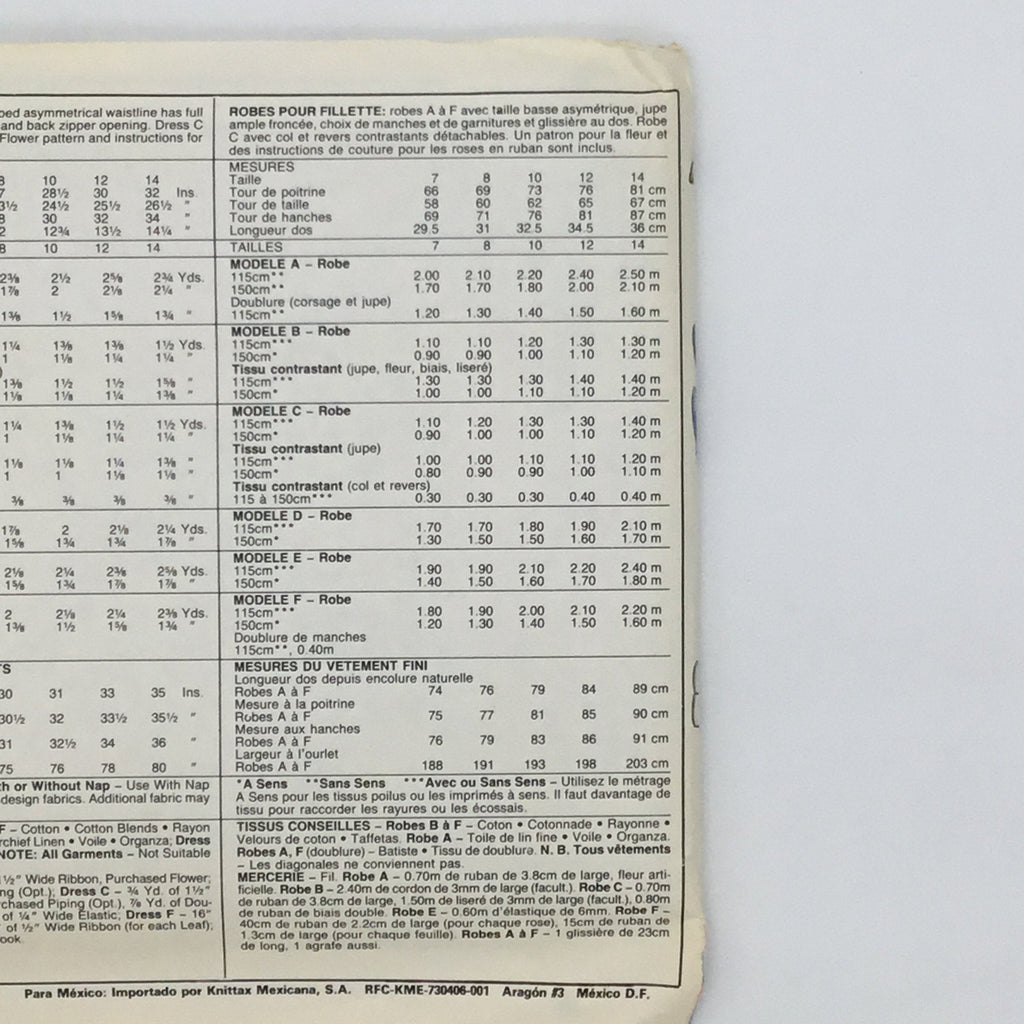 ped asymmetrical waistline has full
and back zipper opening. Dress C
Flower pattern and instructions for
8 10 12 14
7 28½ 30 32 Ins.
3½ 24½ 25½ 26½ "
8 30 32 34 "
2 12¾ 13½ 14¼ "
8 10 12 14
2⅜ 2½ 2⅝ 2¾ Yds.
1⅞ 2 2⅛ 2¼ "
1⅜ 1½ 1⅝ 1¾ "
1¼ 1⅜ 1⅜ 1½ Yds.
1 1⅛ 1¼ 1¼ "
)
1⅜ 1½ 1½ 1⅝ "
1⅛ 1⅛ 1¼ 1⅜ "
1¼ 1⅜ 1½ 1½ Yds.
1 1⅛ 1¼ 1¼ "
1⅛ 1⅛ 1¼ 1⅜ "
1 1 1⅛ 1⅛ "
⅜ ⅜ ⅜ ⅜ "
1⅞ 2 2⅛ 2¼ Yds.
1⅝ 1¾ 1¾ 1⅞ "
2⅛ 2¼ 2⅜ 2⅝ Yds.
1⅝ 1¾ 1⅞ 1⅞ "
2 2⅛ 2¼ 2⅜ Yds.
1⅜ 1½ 1⅝ 1¾ "
TS
30 31 33 35 Ins.
30½ 32 33½ 35½ "
31 32½ 34 36 "
75 76 78 80 "
th or Without Nap – Use With Nap
design fabrics. Additional fabric may
F – Cotton • Cotton Blends • Rayon
rchief Linen • Voile • Organza; Dress
NOTE: All Garments – Not Suitable
1½" Wide Ribbon, Purchased Flower;
ng (Opt.); Dress C – ¾ Yd. of 1½"
chased Piping (Opt.), ⅞ Yd. of Dou-
of ¼" Wide Elastic; Dress F – 16"
of ½" Wide Ribbon (for each Leaf);
ook.
ROBES POUR FILLETTE: robes A à F avec taille basse asymétrique, jupe
ample froncée, choix de manches et de garnitures et glissière au dos. Robe
C avec col et revers contrastants détachables. Un patron pour la fleur et
des instructions de couture pour les roses en ruban sont inclus.
MESURES
Taille 7 8 10 12 14
Tour de poitrine 66 69 73 76 81 cm
Tour de taille 58 60 62 65 67 cm
Tour de hanches 69 71 76 81 87 cm
Longueur dos 29.5 31 32.5 34.5 36 cm
TAILLES 7 8 10 12 14
MODELE A – Robe
115cm** 2.00 2.10 2.20 2.40 2.50 m
150cm** 1.70 1.70 1.80 2.00 2.10 m
Doublure (corsage et jupe)
115cm** 1.20 1.30 1.40 1.50 1.60 m
MODELE B – Robe
115cm*** 1.10 1.10 1.20 1.30 1.30 m
150cm* 0.90 0.90 1.00 1.10 1.20 m
Tissu contrastant (jupe, fleur, biais, liseré)
115cm*** 1.30 1.30 1.30 1.40 1.40 m
150cm* 1.00 1.00 1.10 1.10 1.20 m
MODELE C – Robe
115cm*** 1.10 1.20 1.30 1.30 1.40 m
150cm* 0.90 1.00 1.00 1.10 1.20 m
Tissu contrastant (jupe)
115cm*** 1.00 1.00 1.10 1.10 1.20 m
150cm* 0.80 0.90 0.90 1.00 1.10 m
Tissu contrastant (col et revers)
115 à 150cm*** 0.30 0.30 0.30 0.40 0.40 m
MODELE D – Robe
115cm*** 1.70 1.70 1.80 1.90 2.10 m
150cm* 1.30 1.50 1.50 1.60 1.70 m
MODELE E – Robe
115cm*** 1.90 1.90 2.10 2.20 2.40 m
150cm* 1.40 1.50 1.60 1.70 1.80 m
MODELE F – Robe
115cm*** 1.80 1.90 2.00 2.10 2.20 m
150cm* 1.20 1.30 1.40 1.50 1.60 m
Doublure de manches
115cm**, 0.40m
MESURES DU VETEMENT FINI
Longueur dos depuis encolure naturelle
Robes A à F 74 76 79 84 89 cm
Mesure à la poitrine
Robes A à F 75 77 81 85 90 cm
Mesure aux hanches
Robes A à F 76 79 83 86 91 cm
Largeur à l'ourlet
Robes A à F 188 191 193 198 203 cm
*A Sens **Sans Sens ***Avec ou Sans Sens – Utilisez le métrage
A Sens pour les tissus poilus ou les imprimés à sens. Il faut davantage de
tissu pour raccorder les rayures ou les écossais.
TISSUS CONSEILLES – Robes B à F – Coton • Cotonnade • Rayonne •
Velours de coton • Taffetas. Robe A – Toile de lin fine • Voile • Organza.
Robes A, F (doublure) – Batiste • Tissu de doublure. N. B. Tous vêtements
– Les diagonales ne conviennent pas.
MERCERIE – Fil. Robe A – 0.70m de ruban de 3.8cm de large, fleur arti-
ficielle. Robe B – 2.40m de cordon de 3mm de large (facult.). Robe C – 0.70m
de ruban de 3.8cm de large, 1.50m de liseré de 3mm de large (facult.), 0.80m
de ruban de biais double. Robe E – 0.60m d'élastique de 6mm. Robe F –
40cm de ruban de 2.2cm de large (pour chaque rose), 15cm de ruban de
1.3cm de large (pour chaque feuille). Robes A à F – 1 glissière de 23cm
de long, 1 agrafe aussi.
Para México: Importado por Knittax Mexicana, S.A. RFC-KME-730406-001 Aragón #3 México D.F.